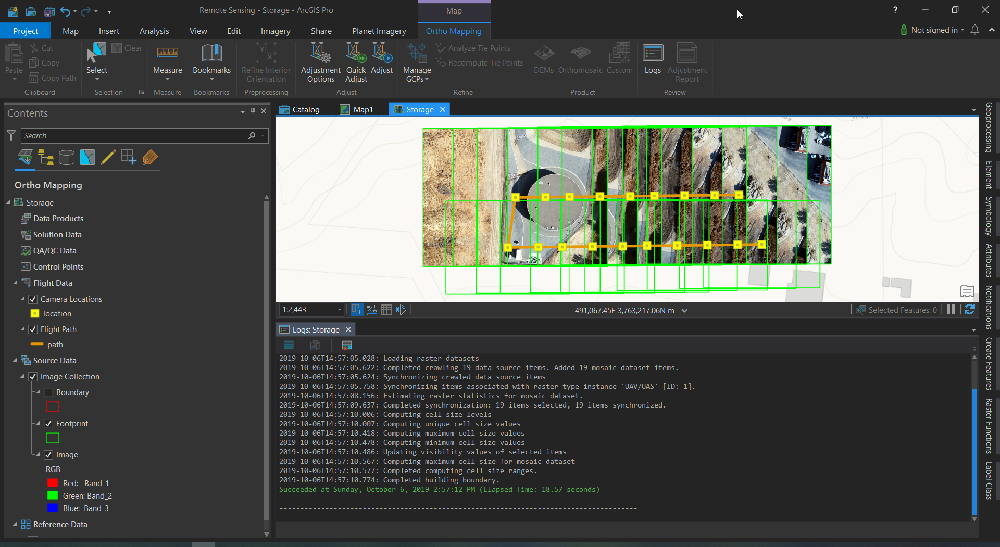 Remote Sensing - Storage - ArcGIS Pro
Map
?
Project
Map
Insert
Analysis
View
Edit
Imagery
Share
Planet Imagery
Ortho Mapping
Not signed in
Paste
Cut
Copy
Copy Path
Clipboard
Select
Clear
Selection
Measure
Measure
Bookmarks
Bookmarks
Refine Interior
Orientation
Preprocessing
Adjustment
Options
Quick
Adjust
Adjust
Adjust
Manage
GCPs
Analyze Tie Points
Recompute Tie Points
Refine
DEMs
Orthomosaic
Custom
Product
Logs
Adjustment
Report
Review
Contents
Search
Ortho Mapping
Storage
Data Products
Solution Data
QA/QC Data
Control Points
Flight Data
Camera Locations
location
Flight Path
path
Source Data
Image Collection
Boundary
Footprint
Image
RGB
Red: Band_1
Green: Band_2
Blue: Band_3
Reference Data
Catalog
Map1
Storage
1:2,443
491,067.45E 3,763,217.06N m
Selected Features: 0
Logs: Storage
2019-10-06T14:57:05.028: Loading raster datasets
2019-10-06T14:57:05.622: Completed crawling 19 data source items. Added 19 mosaic dataset items.
2019-10-06T14:57:05.624: Synchronizing crawled data source items
2019-10-06T14:57:05.758: Synchronizing items associated with raster type instance 'UAV/UAS' [ID: 1].
2019-10-06T14:57:08.156: Estimating raster statistics for mosaic dataset.
2019-10-06T14:57:09.637: Completed synchronization: 19 items selected, 19 items synchronized.
2019-10-06T14:57:10.006: Computing cell size levels
2019-10-06T14:57:10.007: Computing unique cell size values
2019-10-06T14:57:10.418: Computing maximum cell size values
2019-10-06T14:57:10.478: Computing minimum cell size values
2019-10-06T14:57:10.486: Updating visibility values of selected items
2019-10-06T14:57:10.567: Computing maximum cell size for mosaic dataset
2019-10-06T14:57:10.577: Completed computing cell size ranges.
2019-10-06T14:57:10.774: Completed building boundary.
Succeeded at Sunday, October 6, 2019 2:57:12 PM (Elapsed Time: 18.57 seconds)
Geoprocessing
Element
Symbology
Attributes
Notifications
Create Features
Raster Functions
Label Class